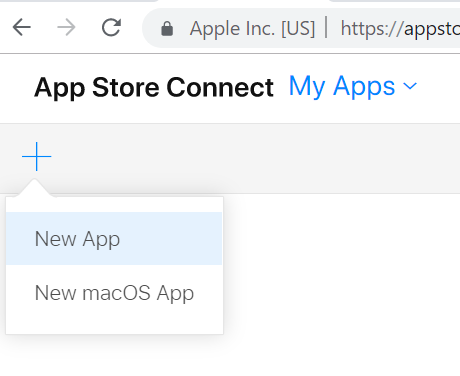 Apple Inc. [US] | https://appsto
App Store Connect My Apps
New App
New macOS App